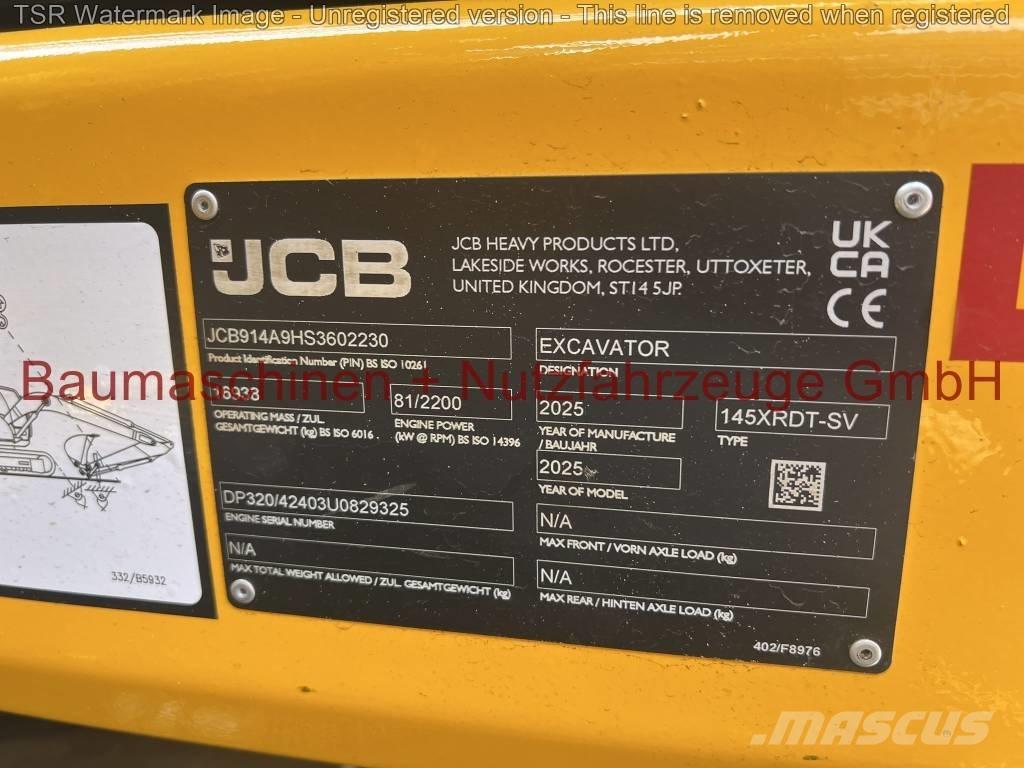 TSR Watermark Image - Unregistered version - This line is removed when registered
JCB
JCB HEAVY PRODUCTS LTD,
LAKESIDE WORKS, ROCESTER, UTTOXETER,
UNITED KINGDOM, ST14 5JP.
UK
CA
CE
JCB914A9HS3602230
Product Identification Number (PIN) BS ISO 10261
EXCAVATOR
DESIGNATION
Baumaschinen + Nutzfahrzeuge GmbH
OPERATING MASS / ZUL.
GESAMTGEWICHT (kg) BS ISO 6016
81/2200
ENGINE POWER
(kW @ RPM) BS ISO 14396
2025
YEAR OF MANUFACTURE
/ BAUJAHR
145XRDT-SV
TYPE
2025
YEAR OF MODEL
DP320/42403U0829325
ENGINE SERIAL NUMBER
N/A
MAX FRONT / VORN AXLE LOAD (kg)
N/A
MAX TOTAL WEIGHT ALLOWED / ZUL. GESAMTGEWICHT (kg)
N/A
MAX REAR / HINTEN AXLE LOAD (kg)
332/B5932
402/F8976
MASCUS